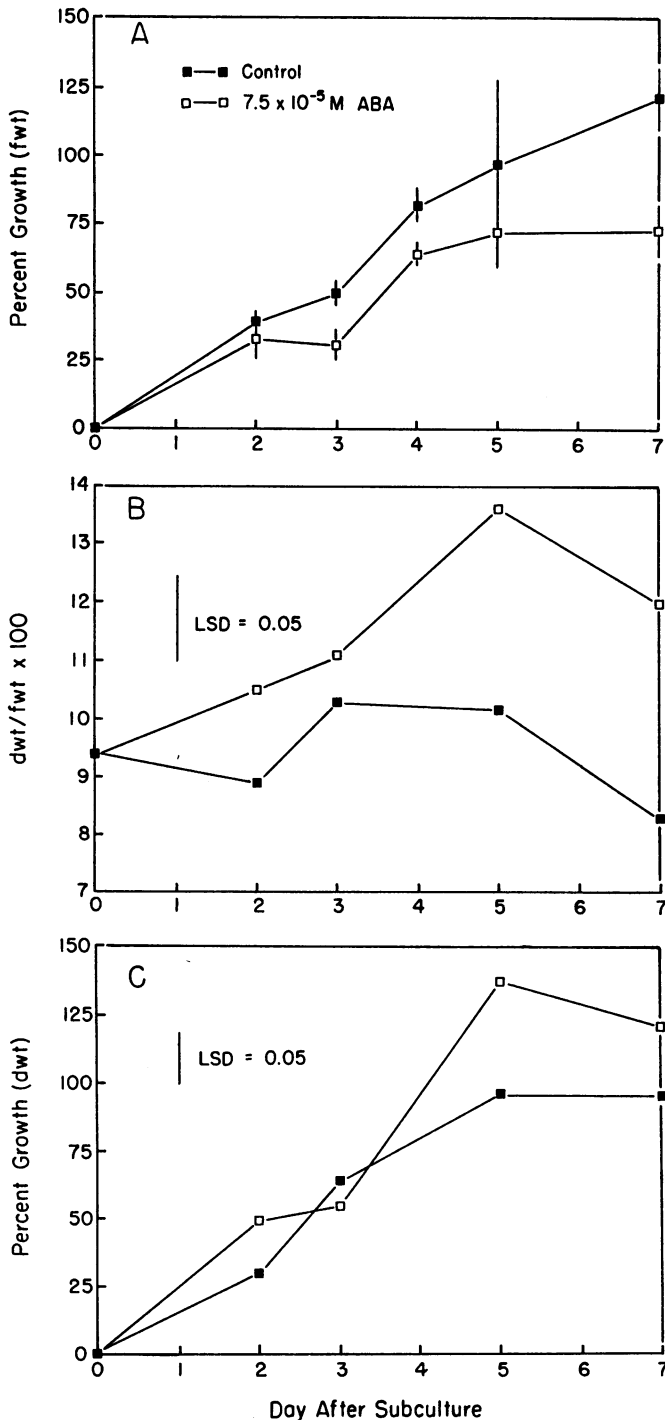 A
Control
7.5 x 10⁻⁵ M ABA
Percent Growth (fwt)
150
125
100
75
50
25
0
0 1 2 3 4 5 6 7
B
LSD = 0.05
dwt/fwt x 100
14
13
12
11
10
9
8
7
0 1 2 3 4 5 6 7
C
LSD = 0.05
Percent Growth (dwt)
150
125
100
75
50
25
0
0 1 2 3 4 5 6 7
Day After Subculture